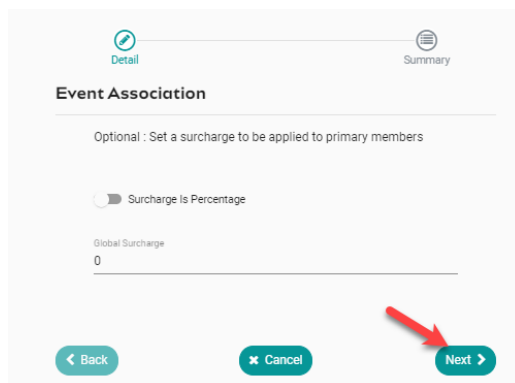 Detail
Summary
Event Association
Optional : Set a surcharge to be applied to primary members
Surcharge Is Percentage
Global Surcharge
0
Back
Cancel
Next